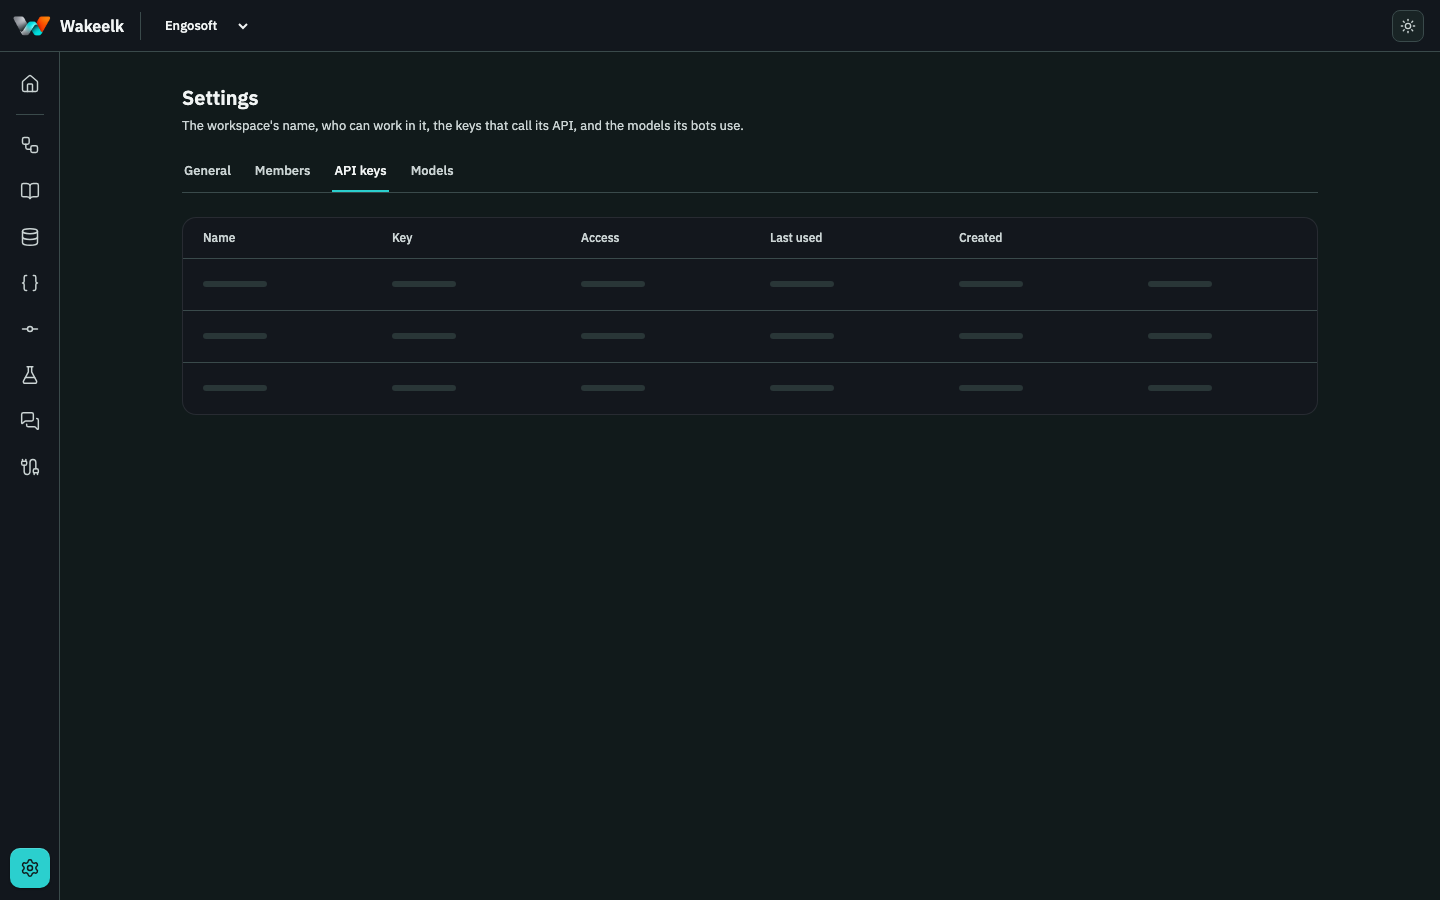 Wakeelk
Engosoft
Settings
The workspace's name, who can work in it, the keys that call its API, and the models its bots use.
General Members API keys Models
Name Key Access Last used Created